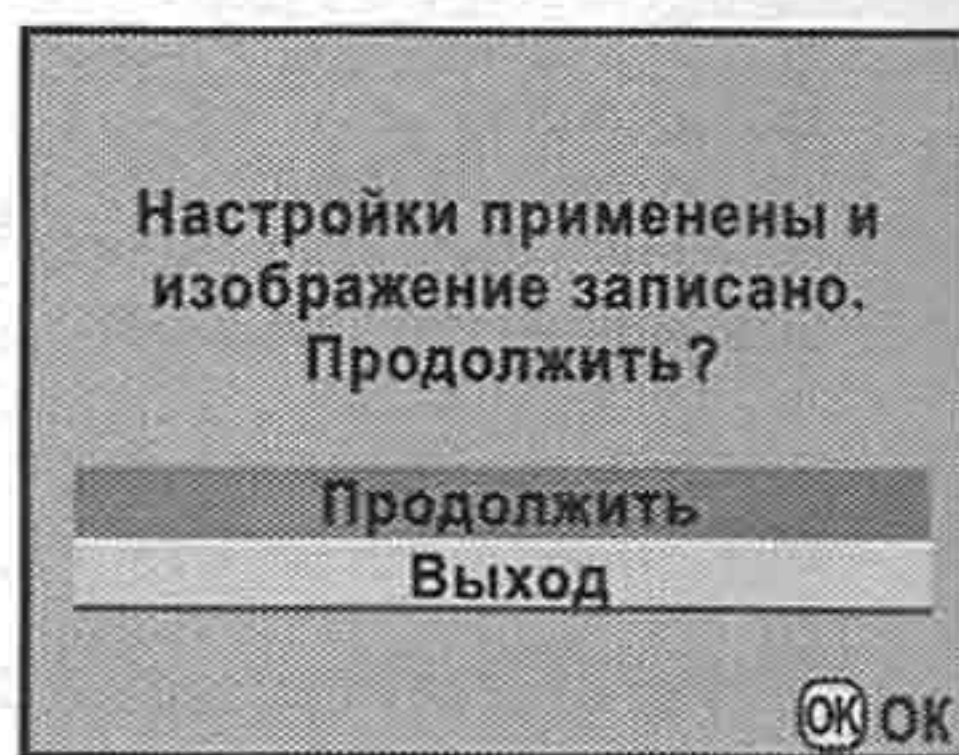 Настройки применены и
изображение записано.
Продолжить?
Продолжить
Выход
OK OK